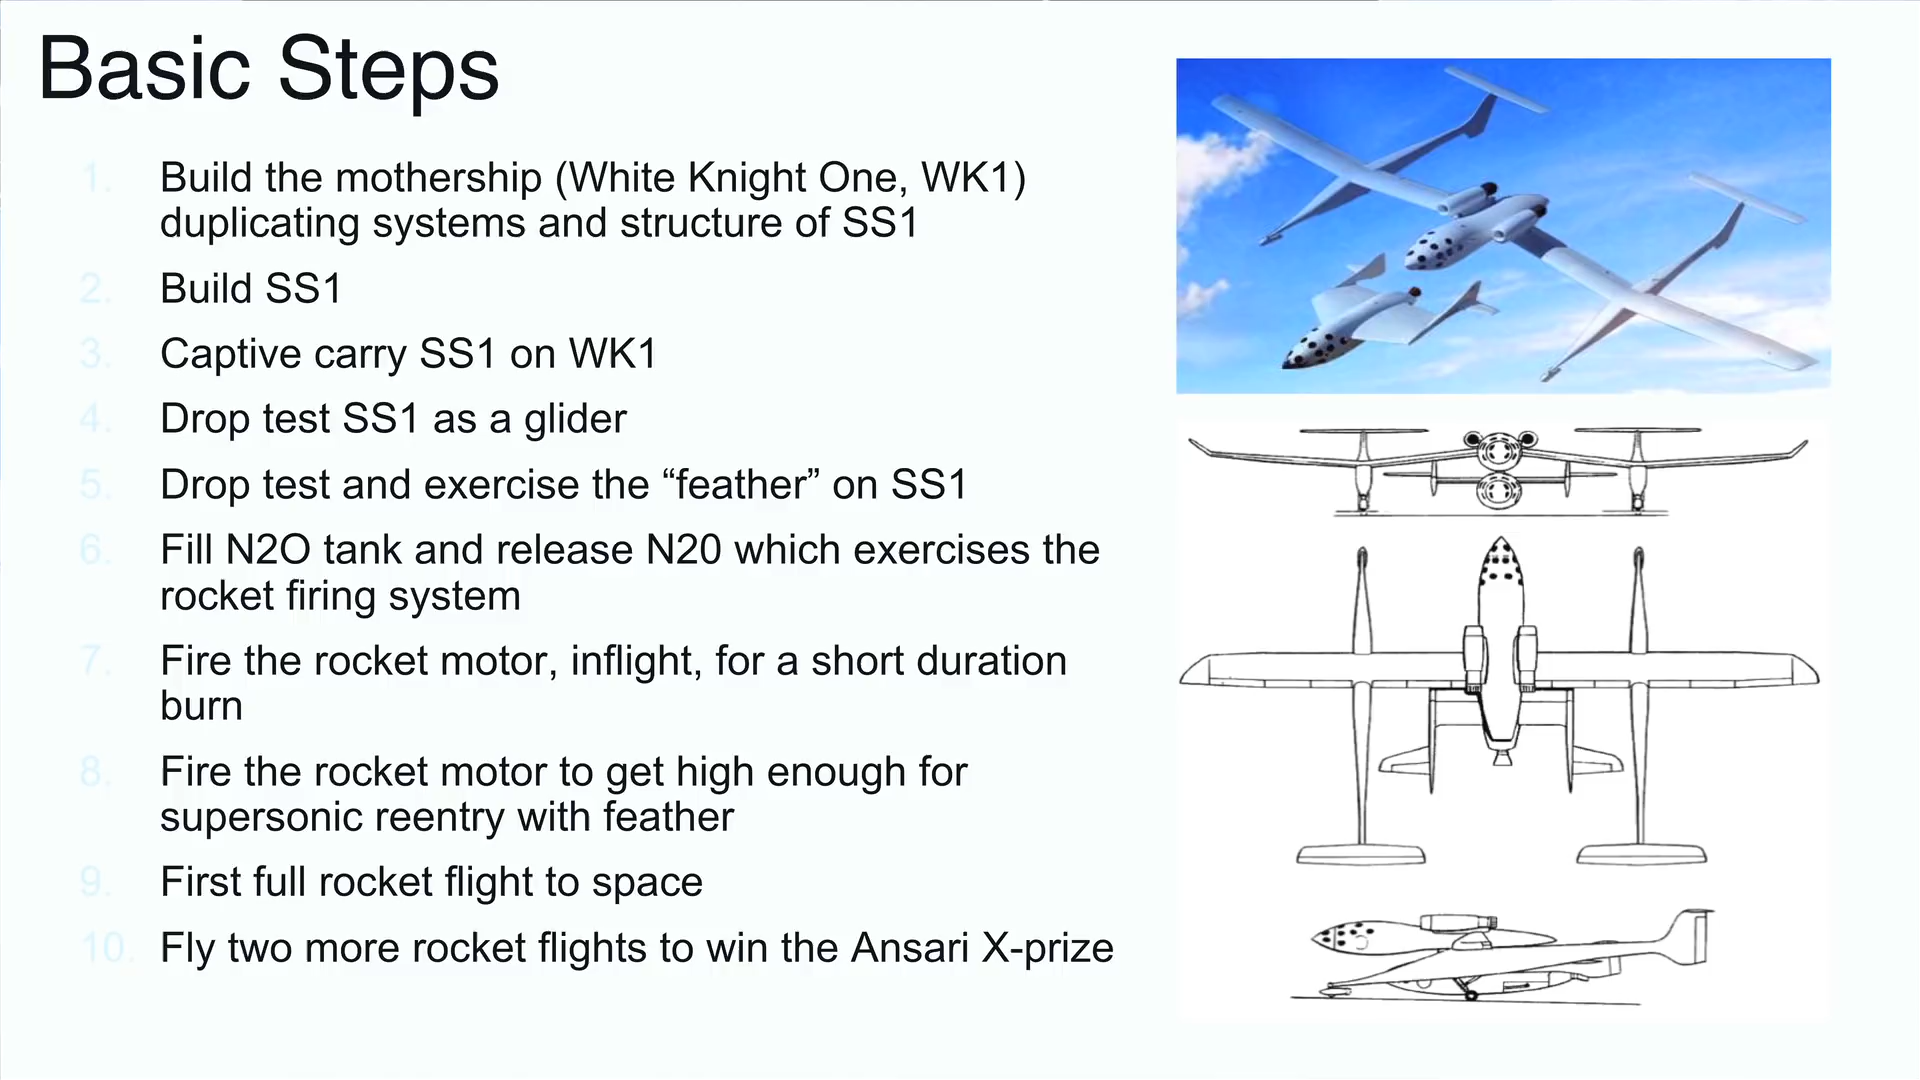 Basic Steps
1. Build the mothership (White Knight One, WK1)
duplicating systems and structure of SS1
2. Build SS1
3. Captive carry SS1 on WK1
4. Drop test SS1 as a glider
5. Drop test and exercise the “feather” on SS1
6. Fill N2O tank and release N20 which exercises the
rocket firing system
7. Fire the rocket motor, inflight, for a short duration
burn
8. Fire the rocket motor to get high enough for
supersonic reentry with feather
9. First full rocket flight to space
10. Fly two more rocket flights to win the Ansari X-prize